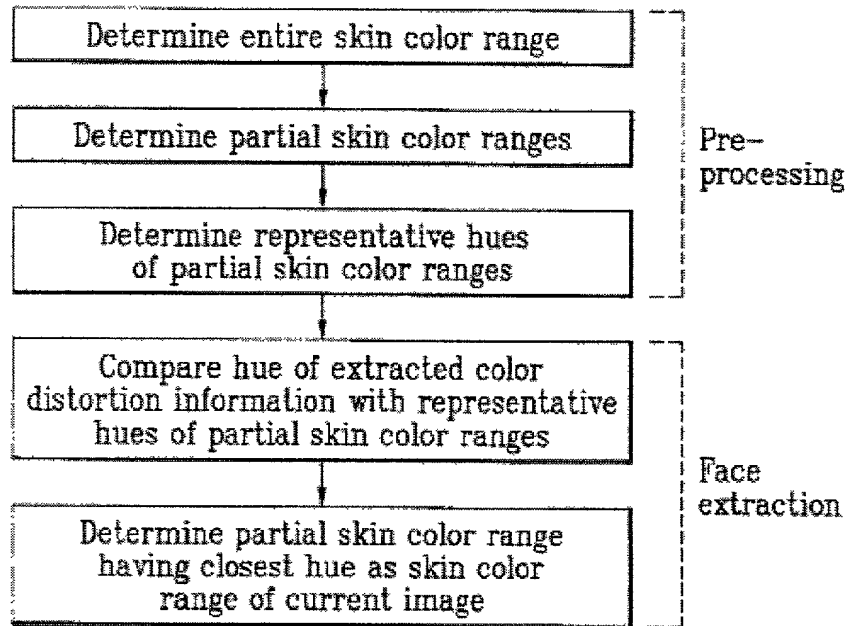 Determine entire skin color range
Determine partial skin color ranges
Pre-
processing
Determine representative hues
of partial skin color ranges
Compare hue of extracted color
distortion information with representative
hues of partial skin color ranges
Face
extraction
Determine partial skin color range
having closest hue as skin color
range of current image